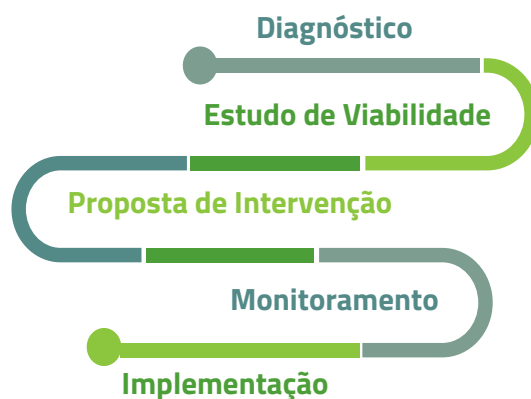 Diagnóstico
Estudo de Viabilidade
Proposta de Intervenção
Monitoramento
Implementação